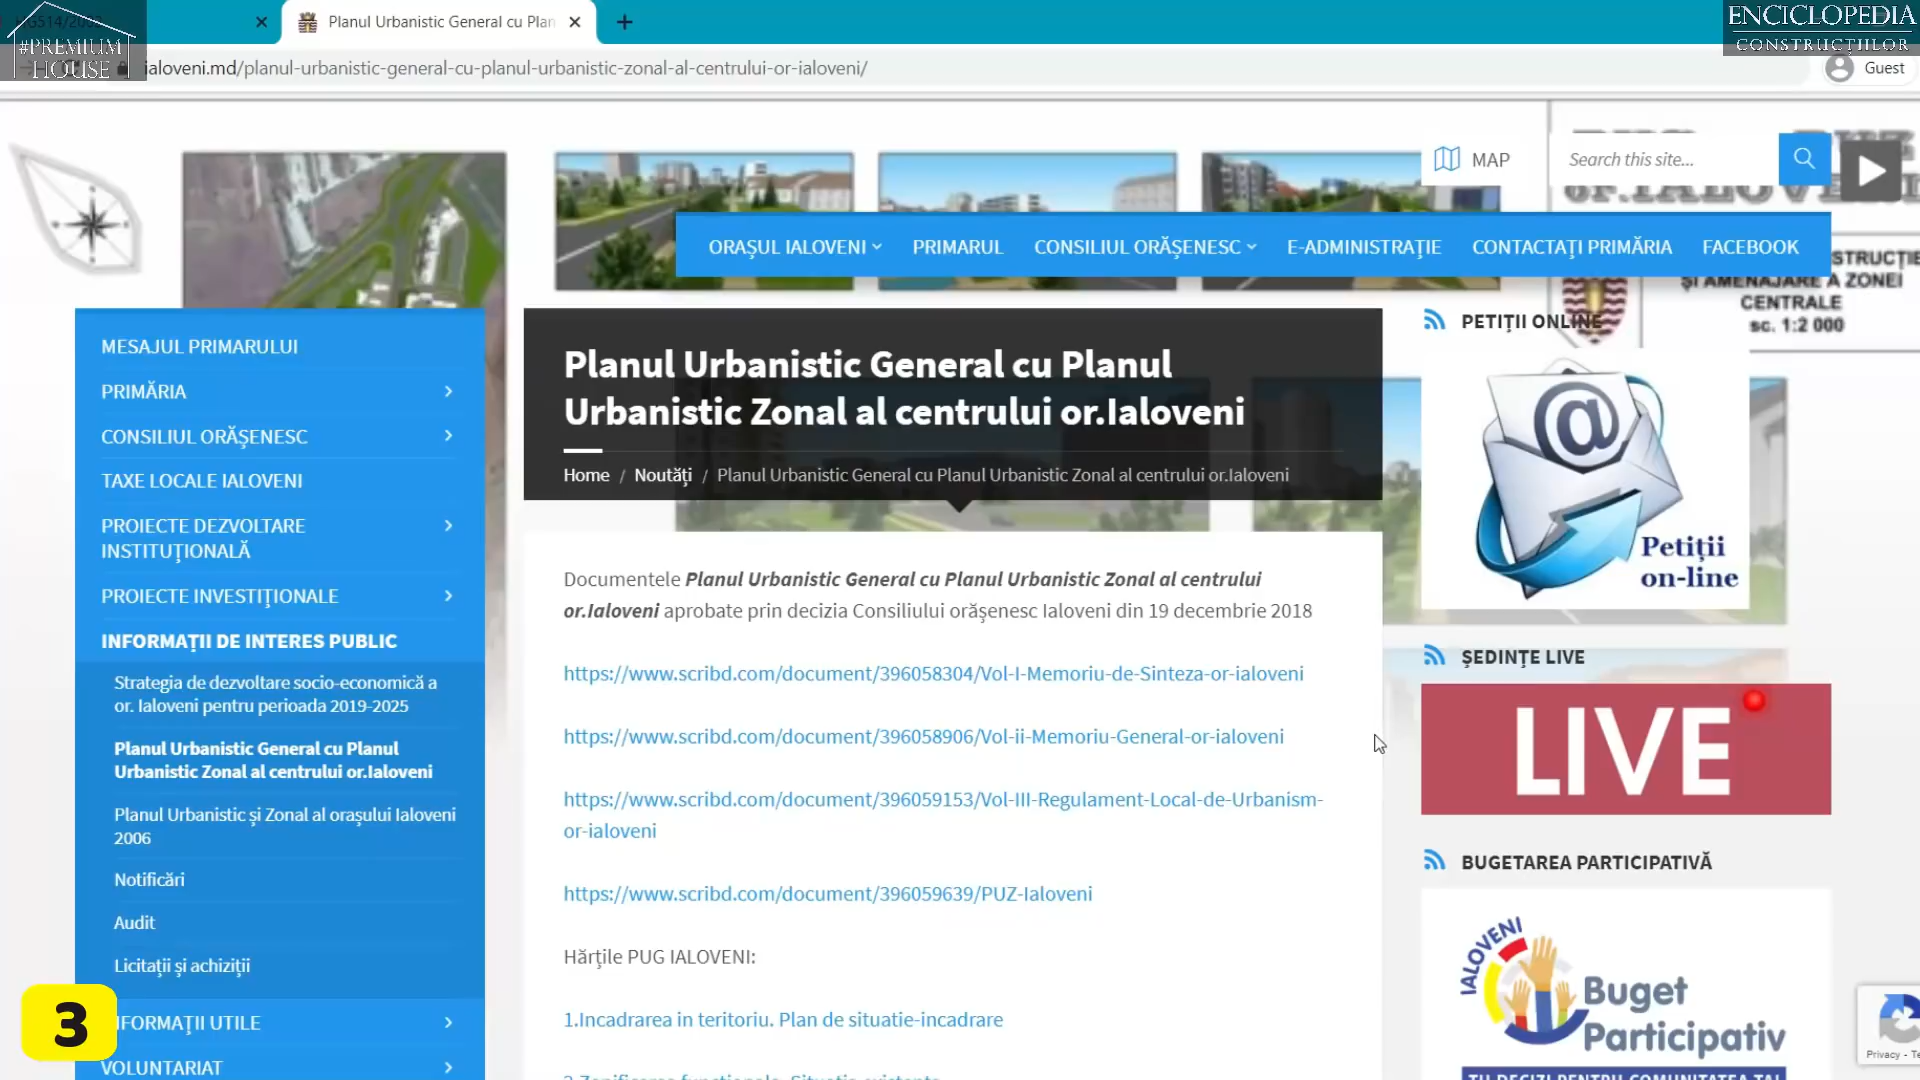 Planul Urbanistic General cu Plan
#PREMIUM
HOUSE
ENCICLOPEDIA
CONSTRUCȚIILOR
ialoveni.md/planul-urbanistic-general-cu-planul-urbanistic-zonal-al-centrului-or-ialoveni/
Guest
MAP
Search this site...
ORAȘUL IALOVENI
PRIMARUL
CONSILIUL ORĂȘENESC
E-ADMINISTRAȚIE
CONTACTAȚI PRIMĂRIA
FACEBOOK
ȘI AMENAJARE A ZONEI
CENTRALE
sc. 1:2 000
MESAJUL PRIMARULUI
PRIMĂRIA
CONSILIUL ORĂȘENESC
TAXE LOCALE IALOVENI
PROIECTE DEZVOLTARE
INSTITUȚIONALĂ
PROIECTE INVESTIȚIONALE
INFORMAȚII DE INTERES PUBLIC
Strategia de dezvoltare socio-economică a
or. Ialoveni pentru perioada 2019-2025
Planul Urbanistic General cu Planul
Urbanistic Zonal al centrului or.Ialoveni
Planul Urbanistic și Zonal al orașului Ialoveni
2006
Notificări
Audit
Licitații și achiziții
NFORMAȚII UTILE
VOLUNTARIAT
3
Planul Urbanistic General cu Planul
Urbanistic Zonal al centrului or.Ialoveni
Home / Noutăți / Planul Urbanistic General cu Planul Urbanistic Zonal al centrului or.Ialoveni
Documentele Planul Urbanistic General cu Planul Urbanistic Zonal al centrului
or.Ialoveni aprobate prin decizia Consiliului orășenesc Ialoveni din 19 decembrie 2018
https://www.scribd.com/document/396058304/Vol-I-Memoriu-de-Sinteza-or-ialoveni
https://www.scribd.com/document/396058906/Vol-ii-Memoriu-General-or-ialoveni
https://www.scribd.com/document/396059153/Vol-III-Regulament-Local-de-Urbanism-
or-ialoveni
https://www.scribd.com/document/396059639/PUZ-Ialoveni
Hărțile PUG IALOVENI:
1.Incadrarea in teritoriu. Plan de situatie-incadrare
PETIȚII ONLINE
Petiții
on-line
ȘEDINȚE LIVE
LIVE
BUGETAREA PARTICIPATIVĂ
IALOVENI
Buget
Participativ
TU DECIZI PENTRU COMUNITATEA TA!
Privacy - Te